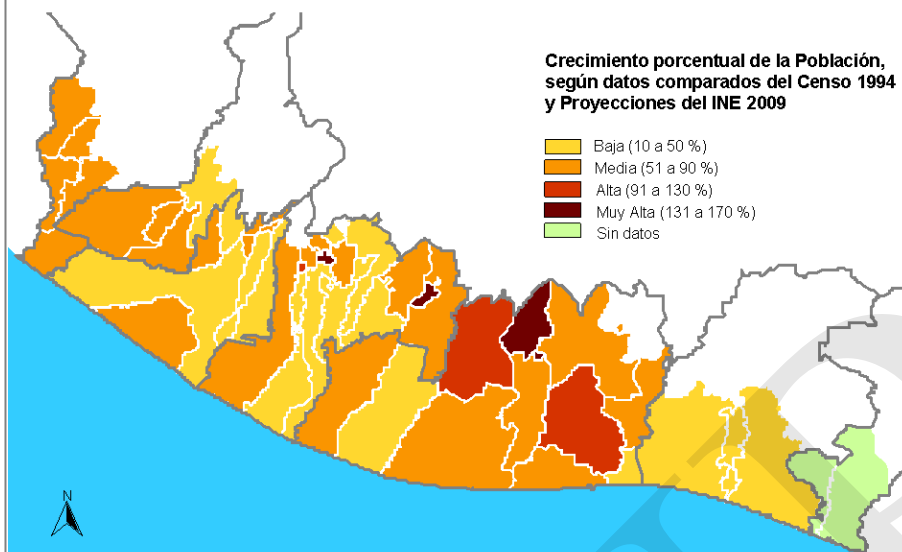 Crecimiento porcentual de la Población,
según datos comparados del Censo 1994
y Proyecciones del INE 2009
Baja (10 a 50 %)
Media (51 a 90 %)
Alta (91 a 130 %)
Muy Alta (131 a 170 %)
Sin datos
N